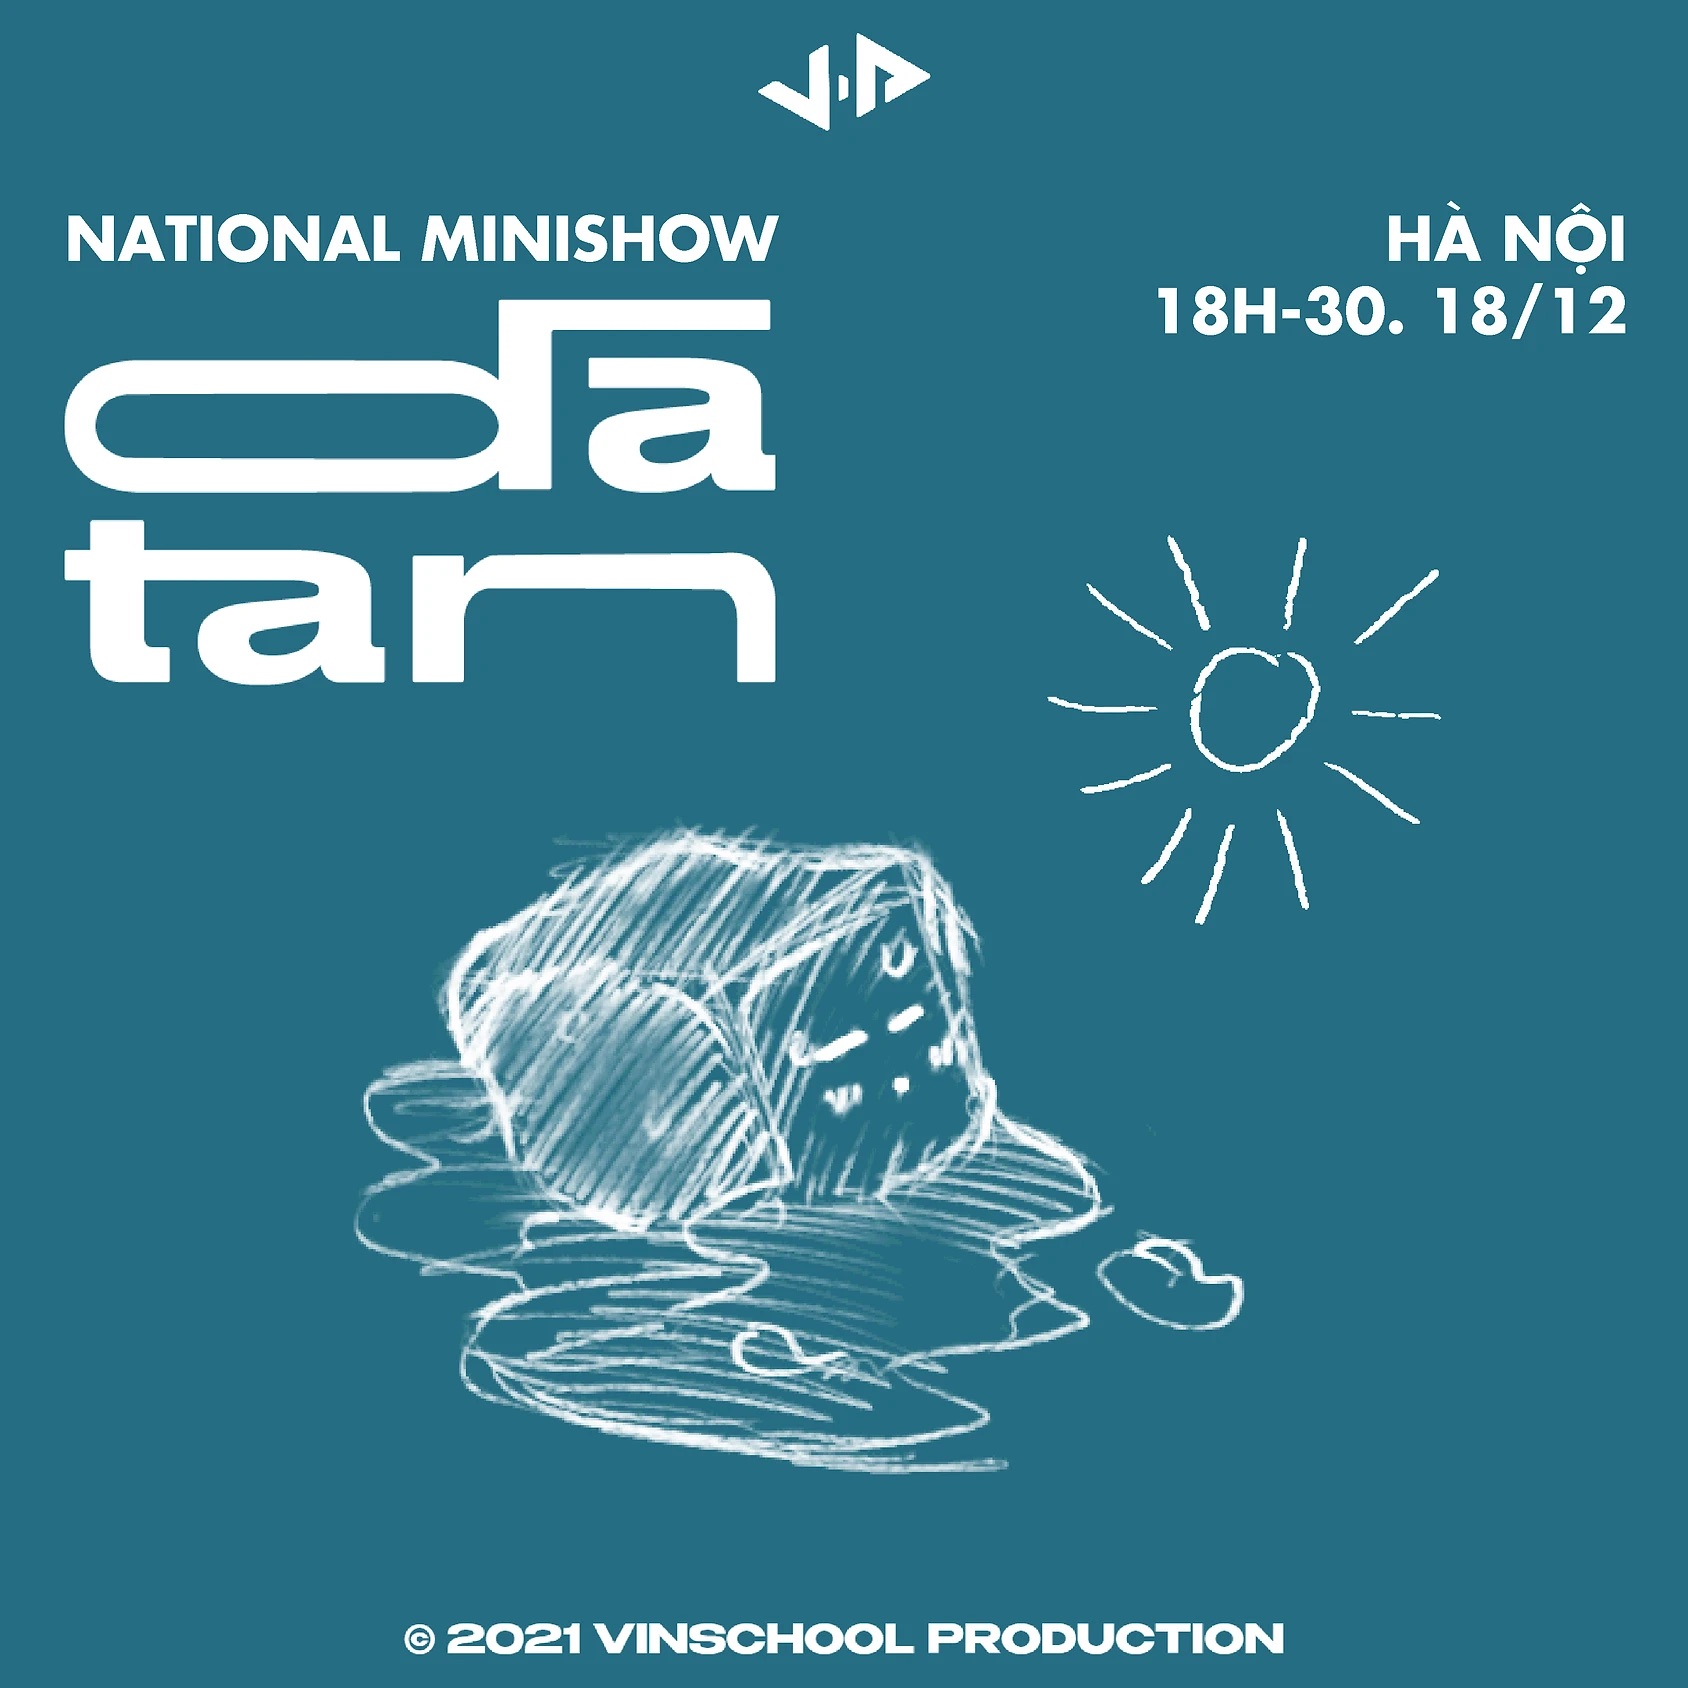 NATIONAL MINISHOW
đá
tan
HÀ NỘI
18H-30. 18/12
© 2021 VINSCHOOL PRODUCTION